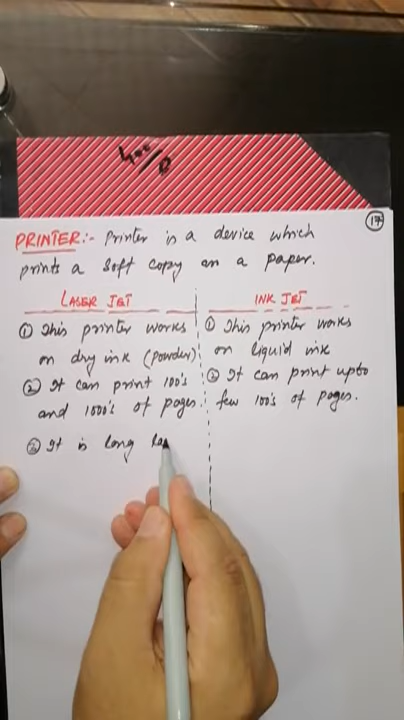 400/0
17
PRINTER:- Printer is a device which
prints a soft copy on a paper.
LASER JET
① This printer works
on dry ink (powder)
② It can print 100's
and 1000's of pages.
③ It is long
INK JET
① This printer works
on liquid ink
② It can print upto
few 100's of pages.